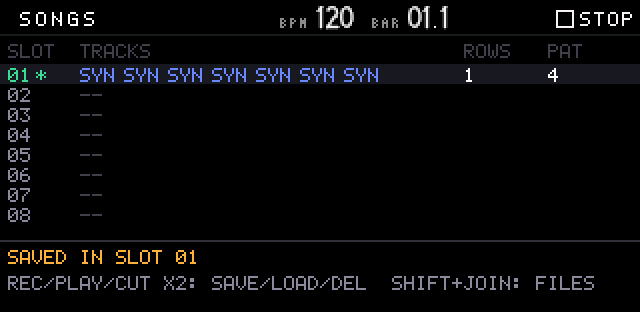 SONGS BPM 120 BAR 01.1 STOP
SLOT TRACKS ROWS PAT
01* SYN SYN SYN SYN SYN SYN SYN 1 4
02 --
03 --
04 --
05 --
06 --
07 --
08 --
SAVED IN SLOT 01
REC/PLAY/CUT X2: SAVE/LOAD/DEL SHIFT+JOIN: FILES